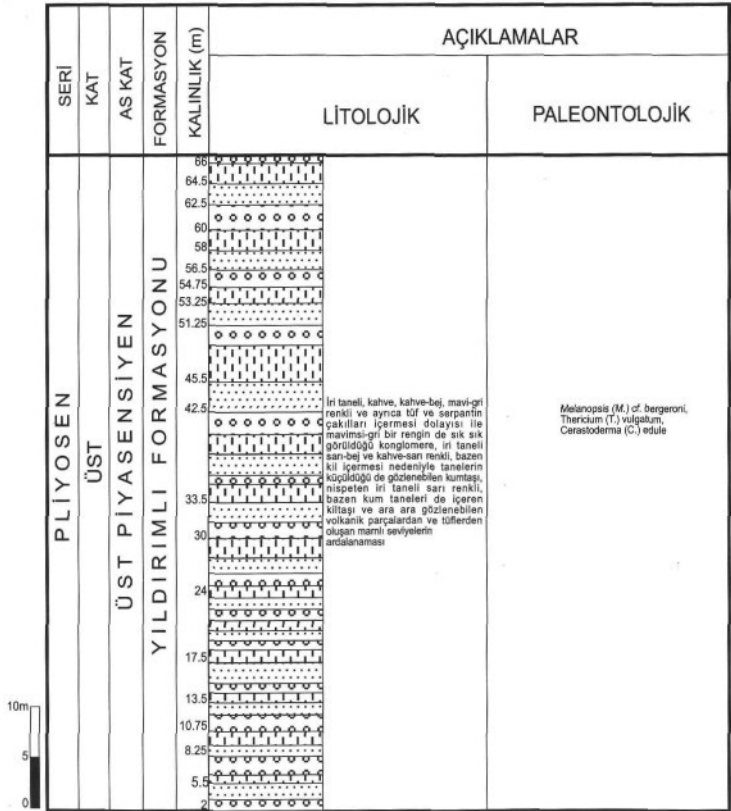 SERİ
KAT
AS KAT
FORMASYON
KALINLIK (m)
AÇIKLAMALAR
LİTOLOJİK
PALEONTOLOJİK
PLİYOSEN
ÜST
ÜST PİYASENSİYEN
YILDIRIMLI FORMASYONU
66
64.5
62.5
60
58
56.5
54.75
53.25
51.25
45.5
42.5
33.5
30
24
17.5
13.5
10.75
8.25
5.5
2
İri taneli, kahve, kahve-bej, mavi-gri
renkli ve ayrıca tüf ve serpantin
çakılları içermesi dolayısı ile
mavimsi-gri bir rengin de sık sık
görüldüğü konglomere, iri taneli
sarı-bej ve kahve-sarı renkli, bazen
kil içermesi nedeniyle tanelerin
küçüldüğü de gözlenebilen kumtaşı,
nispeten iri taneli sarı renkli,
bazen kum taneleri de içeren
kiltaşı ve ara ara gözlenebilen
volkanik parçalardan ve tüflerden
oluşan marnlı seviyelerin
ardalanaması
Melanopsis (M.) cf. bergeroni,
Thericium (T.) vulgatum,
Cerastoderma (C.) edule
10m
5
0